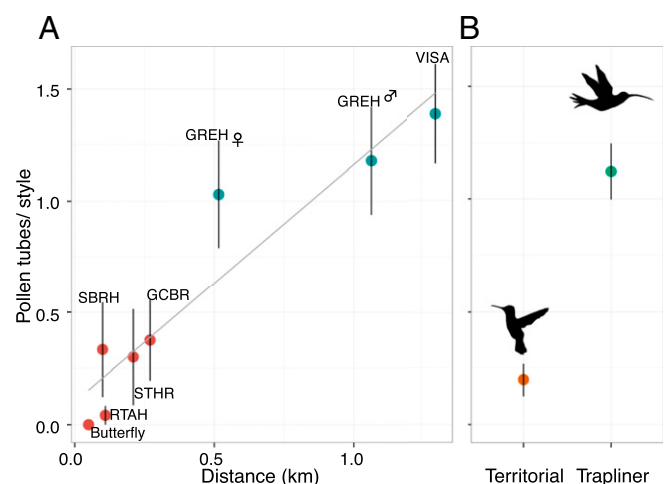 A
B
VISA
GREH ♂
GREH ♀
SBRH
GCBR
STHR
RTAH
Butterfly
Pollen tubes/ style
1.5
1.0
0.5
0.0
0.0 0.5 1.0
Distance (km)
Territorial Trapliner